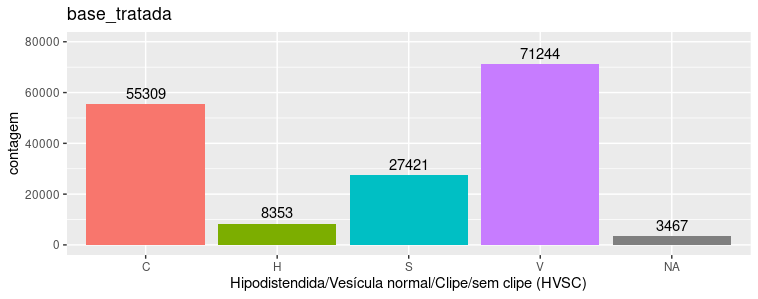 base_tratada
80000
60000
40000
20000
0
contagem
55309
8353
27421
71244
3467
C
H
S
V
NA
Hipodistendida/Vesícula normal/Clipe/sem clipe (HVSC)